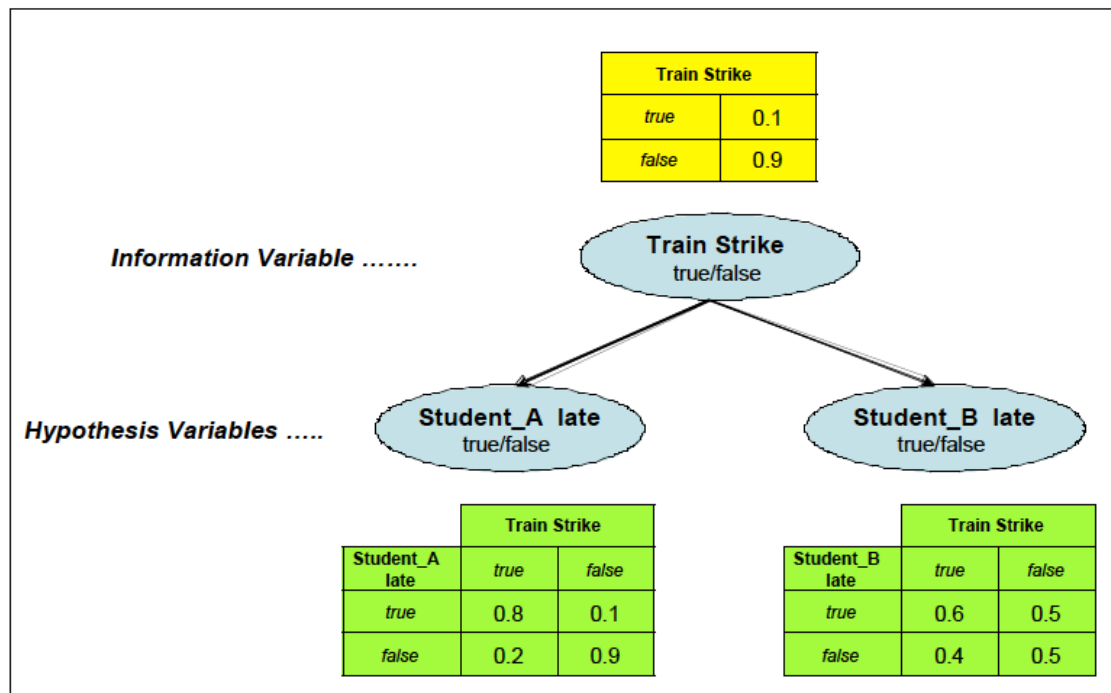 Train Strike
true 0.1
false 0.9
Information Variable .......
Train Strike
true/false
Student_A late
true/false
Student_B late
true/false
Hypothesis Variables .....
Train Strike
Student_A
late
true false
true 0.8 0.1
false 0.2 0.9
Train Strike
Student_B
late
true false
true 0.6 0.5
false 0.4 0.5